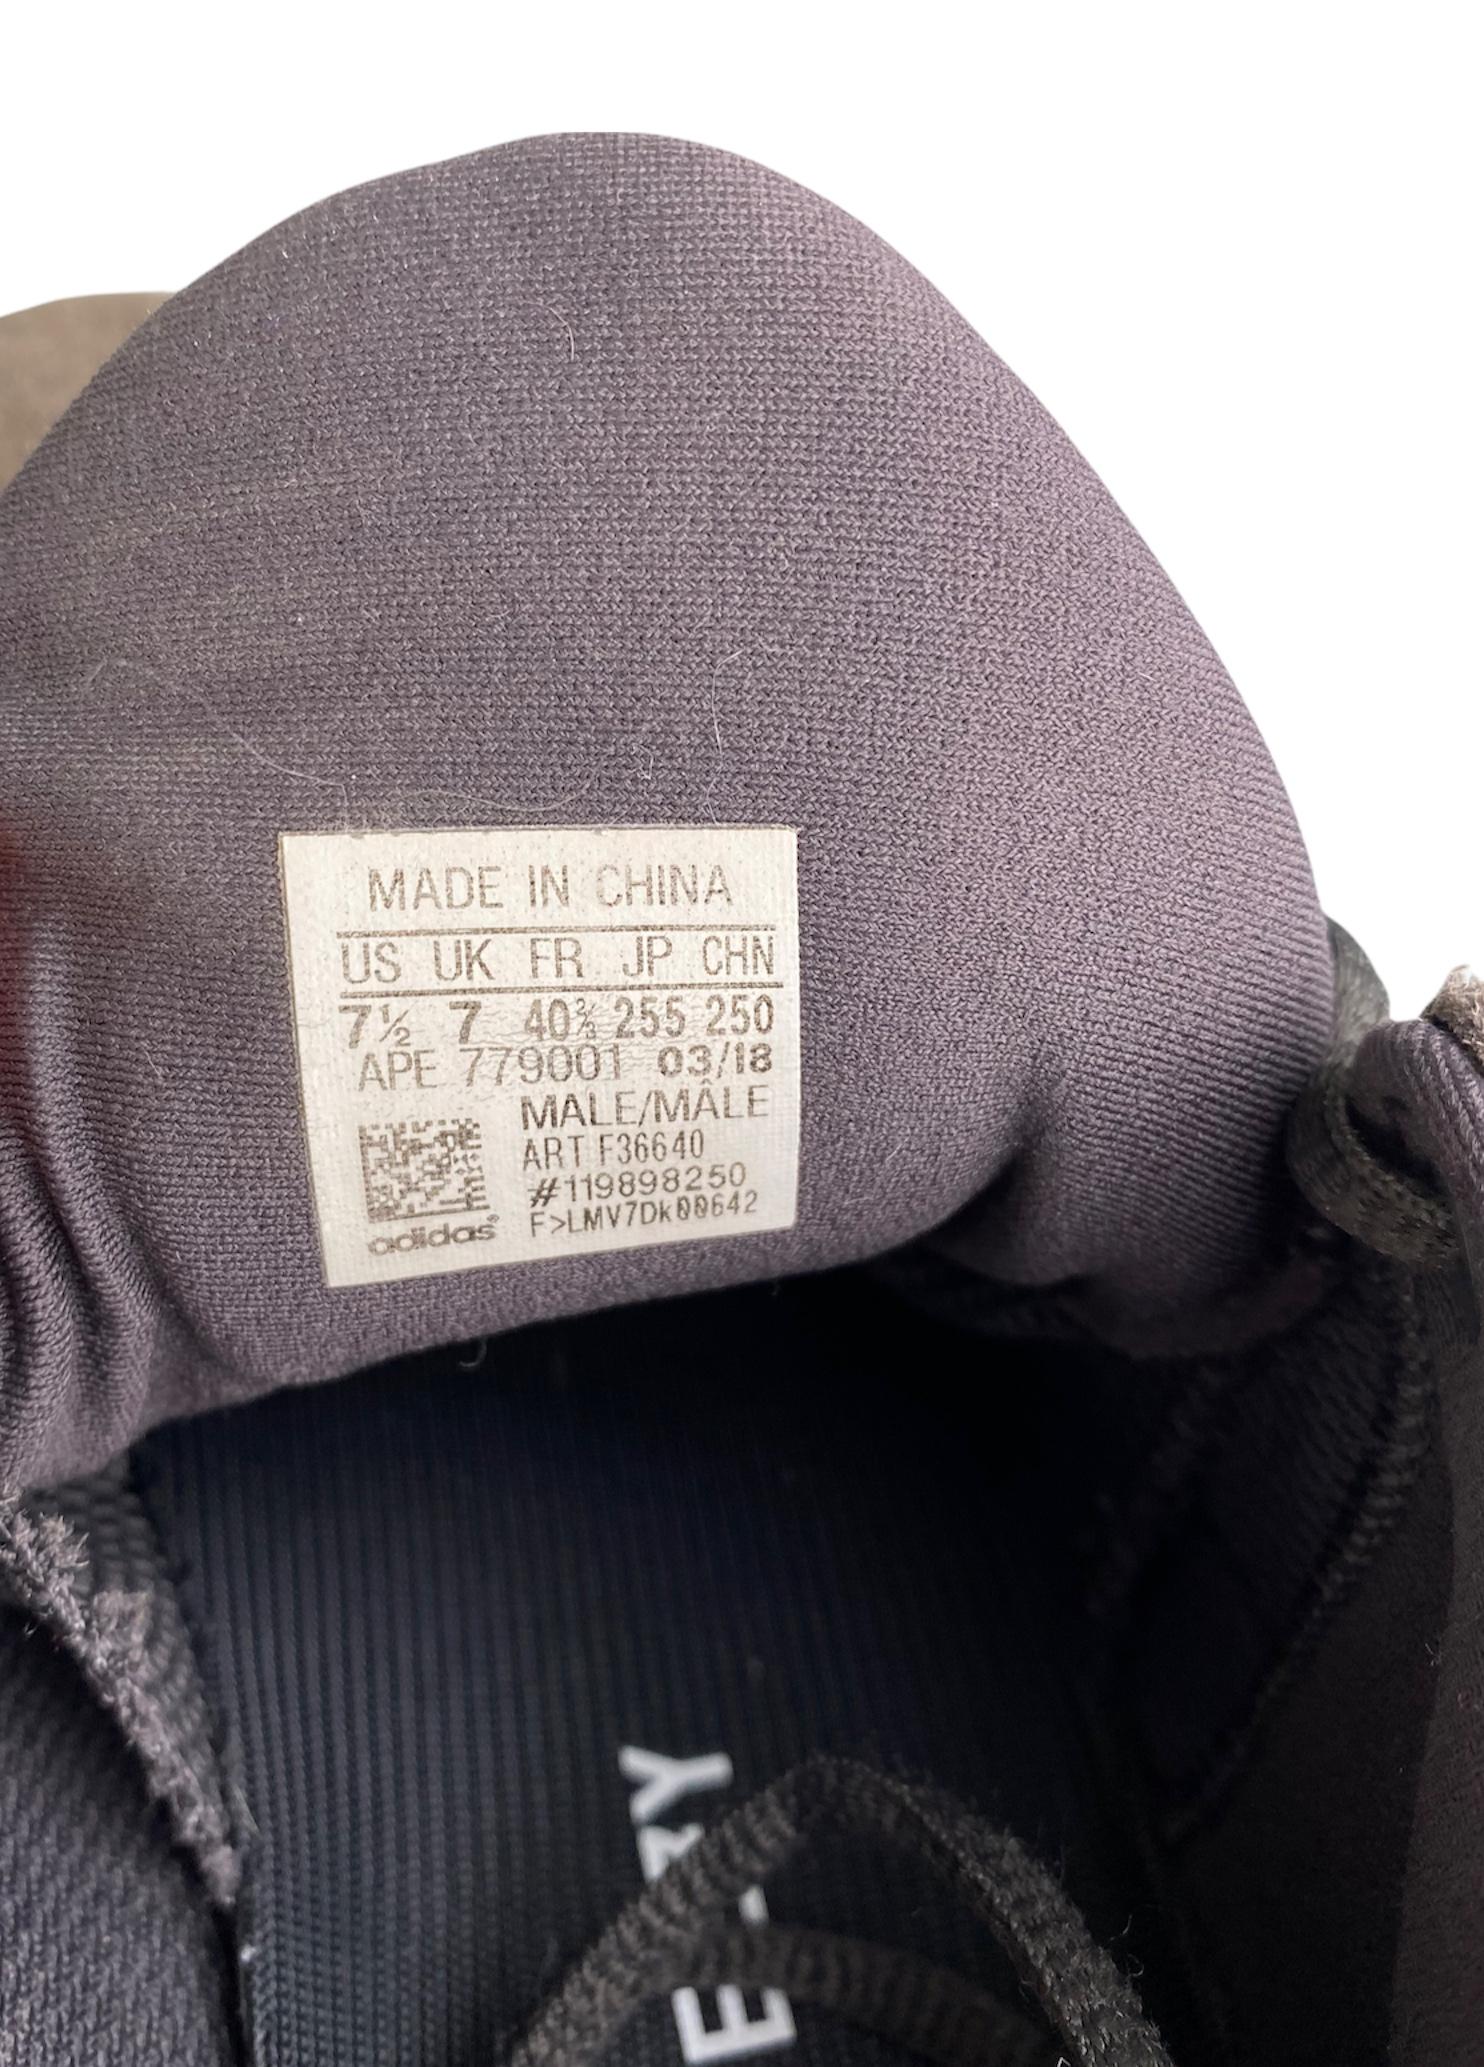 MADE IN CHINA
US UK FR JP CHN
7½ 7 40⅔ 255 250
APE 779001 03/18
MALE/MÂLE
ART F36640
#119898250
F>LMV7Dk00642
adidas